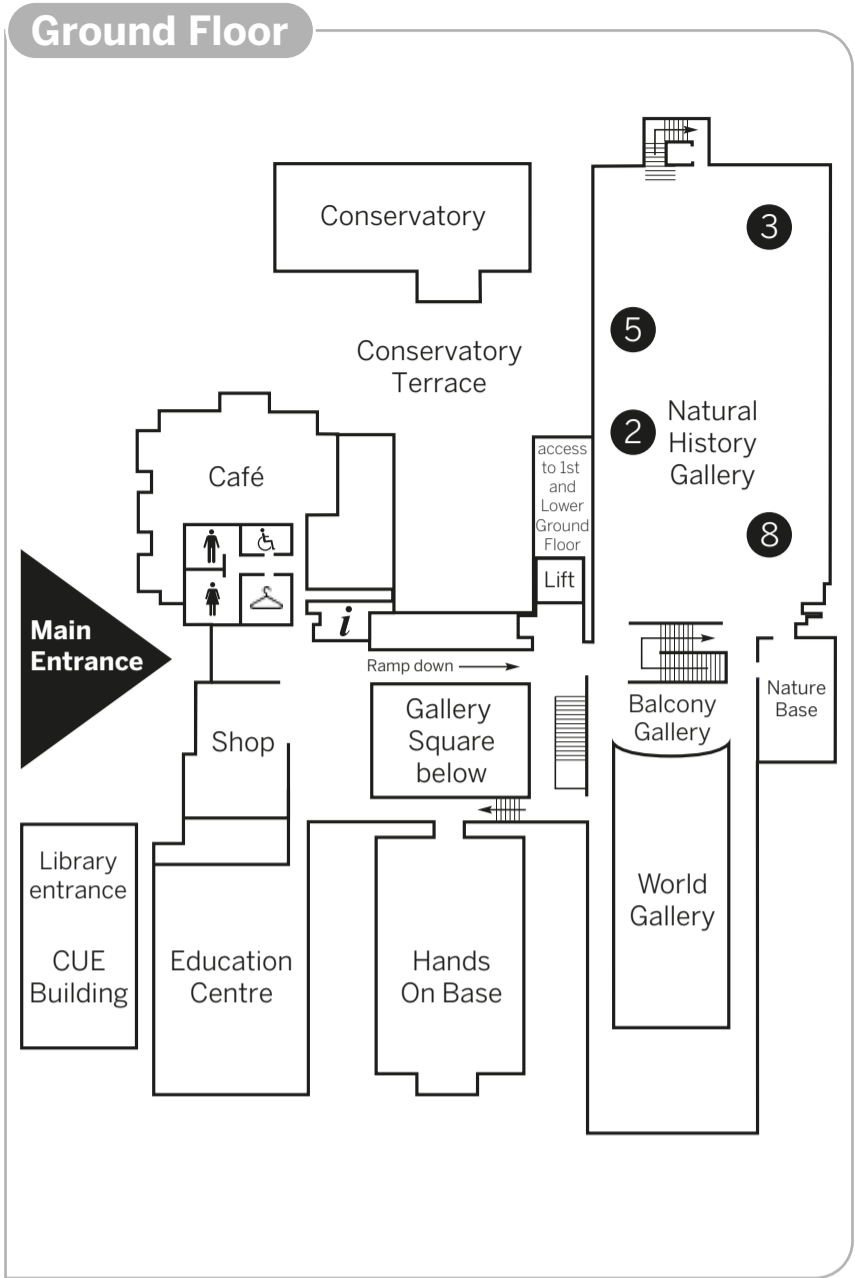 Ground Floor
Conservatory
3
5
Conservatory
Terrace
2
Natural
History
Gallery
Café
access
to 1st
and
Lower
Ground
Floor
8
Lift
Main
Entrance
i
Ramp down
Gallery
Square
below
Balcony
Gallery
Nature
Base
Shop
Library
entrance
CUE
Building
Education
Centre
Hands
On Base
World
Gallery